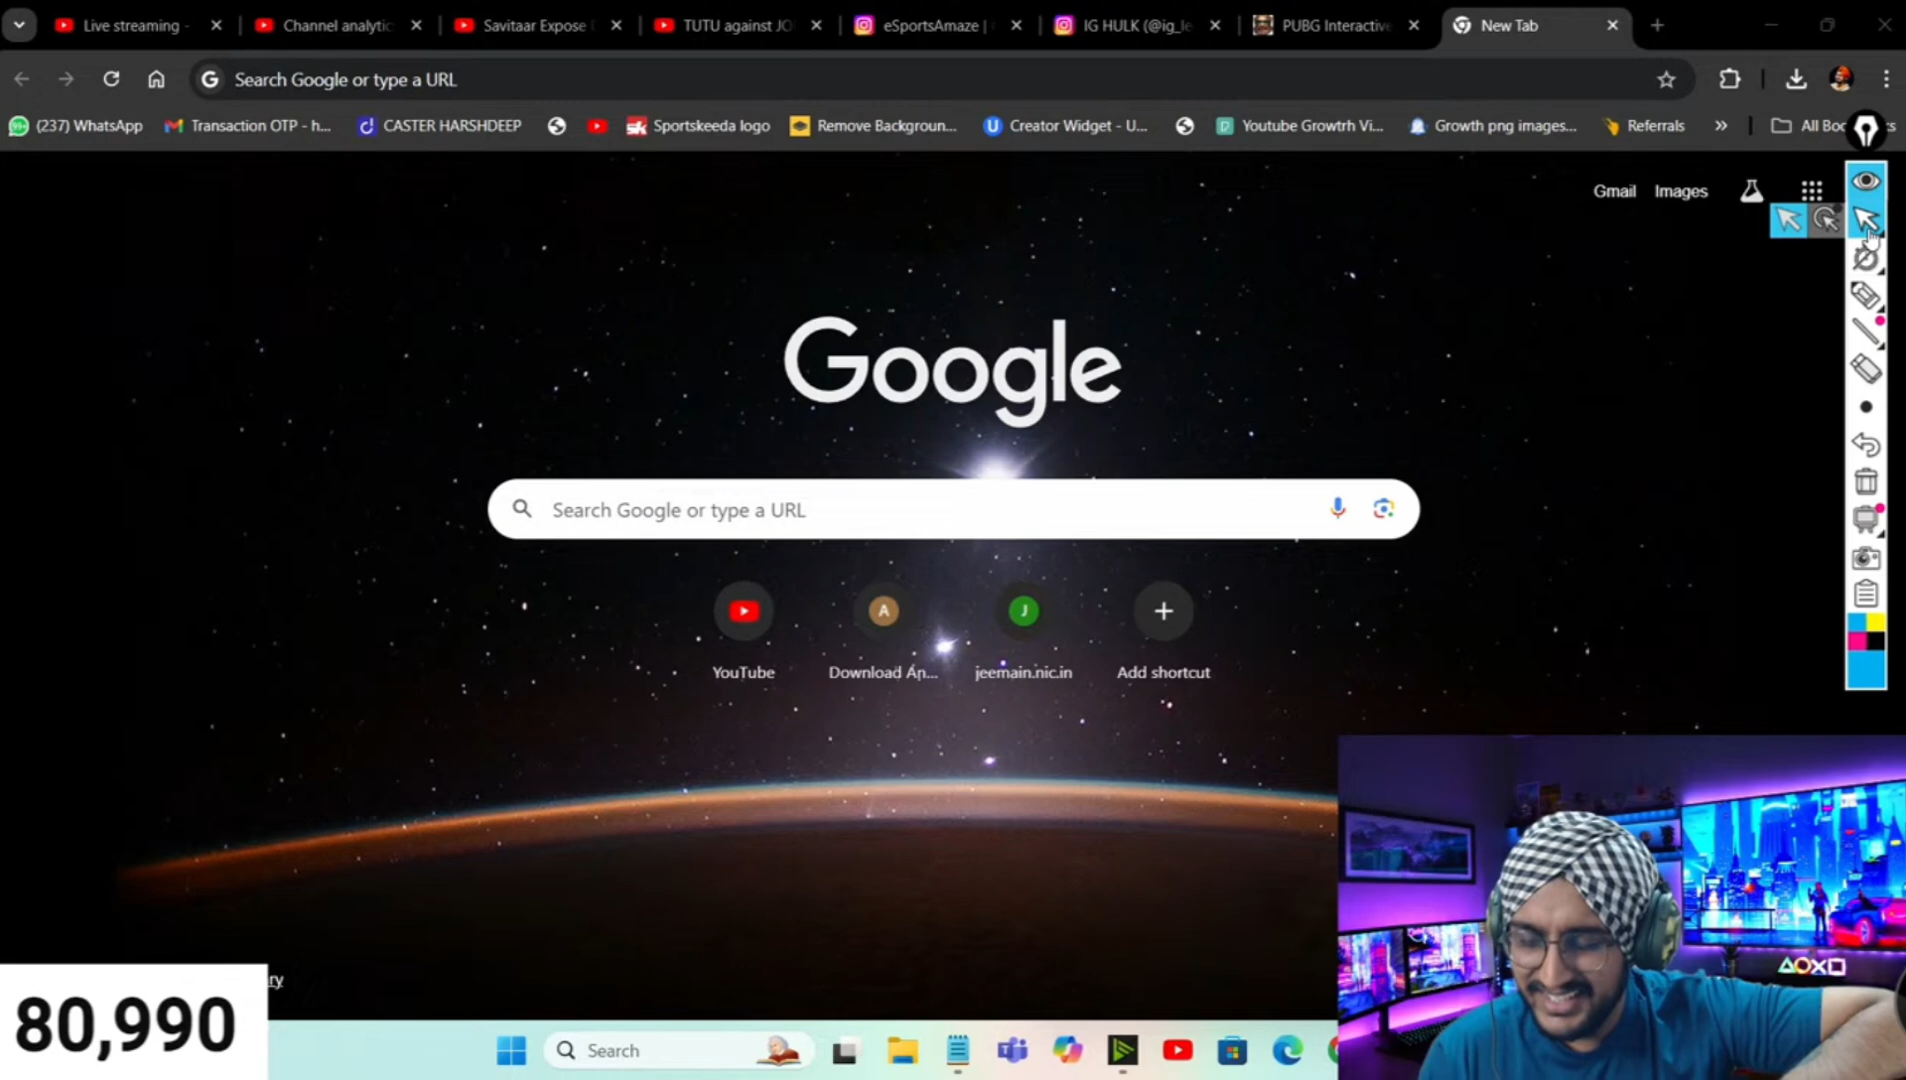 Live streaming -
Channel analytic
Savitaar Expose
TUTU against JO
eSportsAmaze |
IG HULK (@ig_le
PUBG Interactive
New Tab
Search Google or type a URL
(237) WhatsApp
Transaction OTP - h...
CASTER HARSHDEEP
Sportskeeda logo
Remove Backgroun...
Creator Widget - U...
Youtube Growtrh Vi...
Growth png images...
Referrals
»
All Boo
Gmail
Images
Google
Search Google or type a URL
A
J
YouTube
Download An...
jeemain.nic.in
Add shortcut
80,990
ry
Search